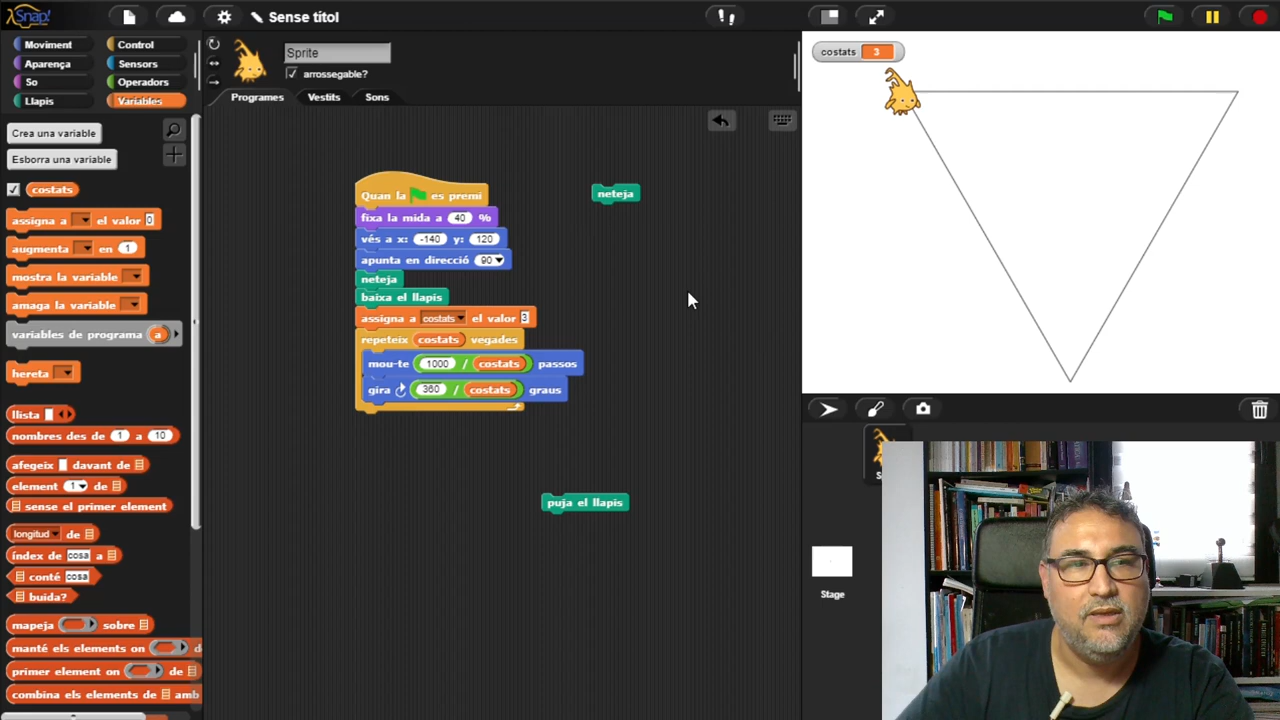 Snap!
Sense títol
Moviment
Control
Aparença
Sensors
So
Operadors
Llapis
Variables
Crea una variable
Esborra una variable
costats
assigna a el valor 0
augmenta en 1
mostra la variable
amaga la variable
variables de programa a
hereta
llista
nombres des de 1 a 10
afegeix davant de
element 1 de
sense el primer element
longitud de
índex de cosa a
conté cosa
buida?
mapeja sobre
manté els elements on d
primer element on de
combina els elements de amb
Sprite
arrossegable?
Programes
Vestits
Sons
Quan la es premi
fixa la mida a 40 %
vés a x: -140 y: 120
apunta en direcció 90
neteja
baixa el llapis
assigna a costats el valor 3
repeteix costats vegades
mou-te 1000 / costats passos
gira 360 / costats graus
neteja
puja el llapis
costats 3
S
Stage